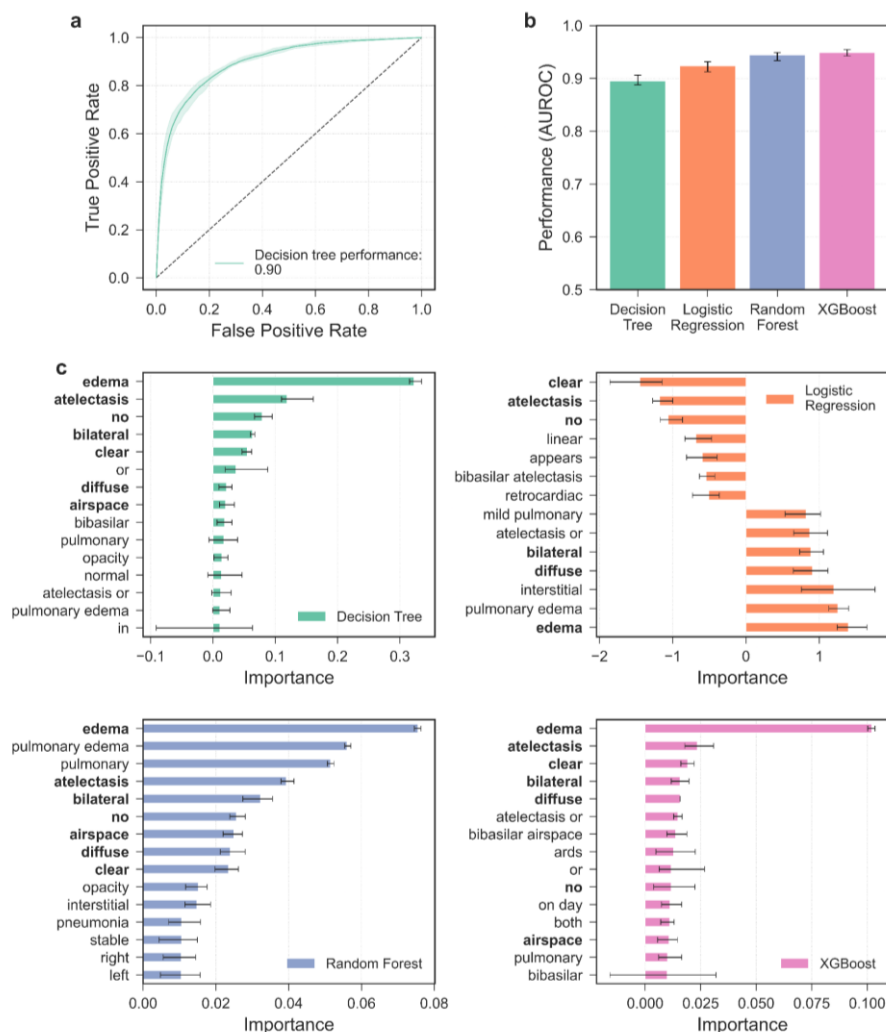 a
True Positive Rate
1.0
0.8
0.6
0.4
0.2
0.0
Decision tree performance:
0.90
0.0
0.2
0.4
0.6
0.8
1.0
False Positive Rate
b
Performance (AUROC)
1.0
0.9
0.8
0.7
0.6
0.5
Decision
Tree
Logistic
Regression
Random
Forest
XGBoost
c
edema
atelectasis
no
bilateral
clear
or
diffuse
airspace
bibasilar
pulmonary
opacity
normal
atelectasis or
pulmonary edema
in
Decision Tree
−0.1
0.0
0.1
0.2
0.3
Importance
clear
atelectasis
no
linear
appears
bibasilar atelectasis
retrocardiac
mild pulmonary
atelectasis or
bilateral
diffuse
interstitial
pulmonary edema
edema
Logistic
Regression
−2
−1
0
1
Importance
edema
pulmonary edema
pulmonary
atelectasis
bilateral
no
airspace
diffuse
clear
opacity
interstitial
pneumonia
stable
right
left
Random Forest
0.00
0.02
0.04
0.06
0.08
Importance
edema
atelectasis
clear
bilateral
diffuse
atelectasis or
bibasilar airspace
ards
or
no
on day
both
airspace
pulmonary
bibasilar
XGBoost
0.000
0.025
0.050
0.075
0.100
Importance